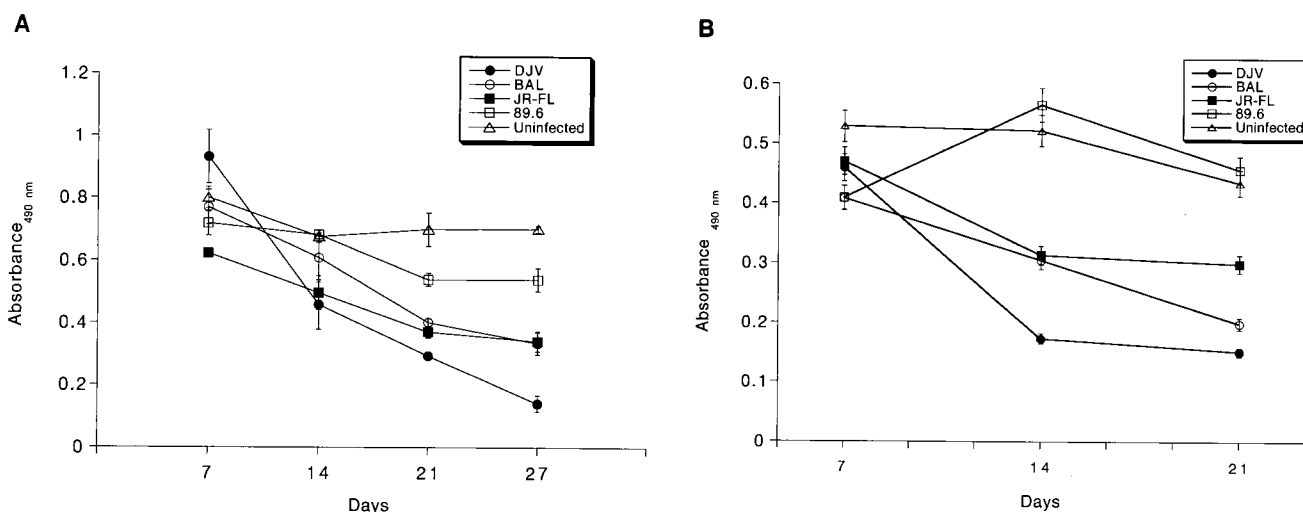 A
DJV
BAL
JR-FL
89.6
Uninfected
1.2
1
0.8
0.6
0.4
0.2
0
Absorbance 490 nm
7 14 21 27
Days
B
DJV
BAL
JR-FL
89.6
Uninfected
0.6
0.5
0.4
0.3
0.2
0.1
0
Absorbance 490 nm
7 14 21
Days